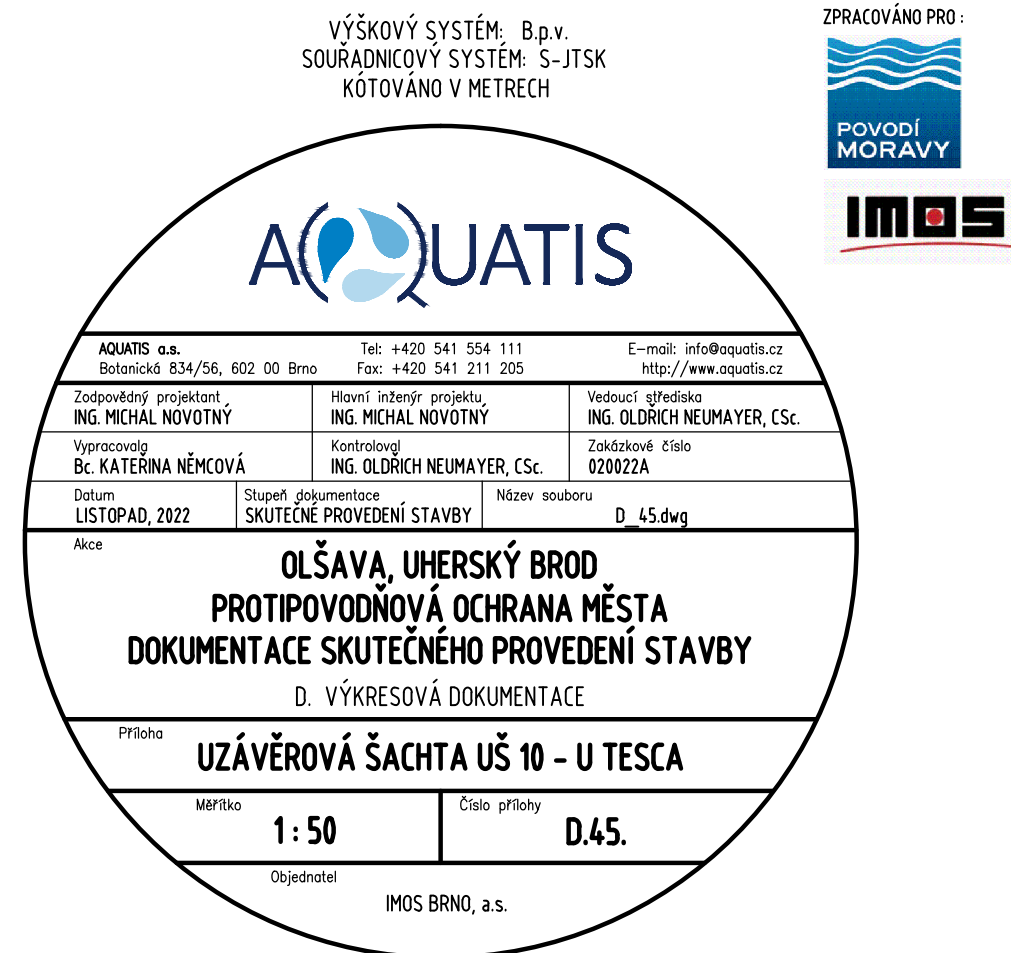 VÝŠKOVÝ SYSTÉM: B.p.v.
SOUŘADNICOVÝ SYSTÉM: S-JTSK
KÓTOVÁNO V METRECH
ZPRACOVÁNO PRO :
POVODÍ
MORAVY
IMOS
AQUATIS
AQUATIS a.s.
Botanická 834/56, 602 00 Brno
Tel: +420 541 554 111
Fax: +420 541 211 205
E-mail: info@aquatis.cz
http://www.aquatis.cz
Zodpovědný projektant
ING. MICHAL NOVOTNÝ
Hlavní inženýr projektu
ING. MICHAL NOVOTNÝ
Vedoucí střediska
ING. OLDŘICH NEUMAYER, CSc.
Vypracovala
Bc. KATEŘINA NĚMCOVÁ
Kontroloval
ING. OLDŘICH NEUMAYER, CSc.
Zakázkové číslo
020022A
Datum
LISTOPAD, 2022
Stupeň dokumentace
SKUTEČNÉ PROVEDENÍ STAVBY
Název souboru
D_45.dwg
Akce
OLŠAVA, UHERSKÝ BROD
PROTIPOVODŇOVÁ OCHRANA MĚSTA
DOKUMENTACE SKUTEČNÉHO PROVEDENÍ STAVBY
D. VÝKRESOVÁ DOKUMENTACE
Příloha
UZÁVĚROVÁ ŠACHTA UŠ 10 - U TESCA
Měřítko
1 : 50
Číslo přílohy
D.45.
Objednatel
IMOS BRNO, a.s.